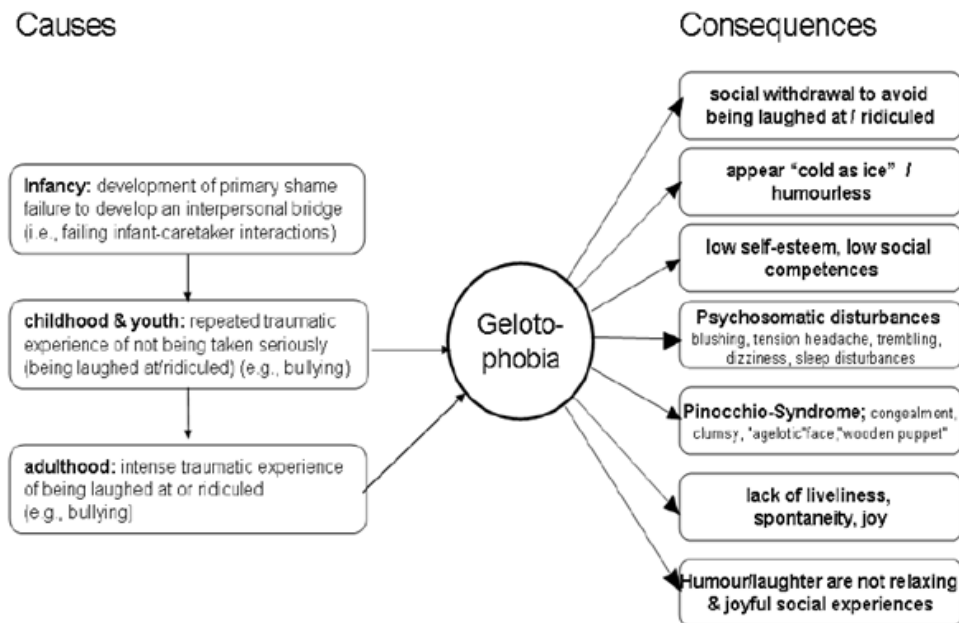 Causes
Consequences
Infancy: development of primary shame
failure to develop an interpersonal bridge
(i.e., failing infant-caretaker interactions)
childhood & youth: repeated traumatic
experience of not being taken seriously
(being laughed at/ridiculed) (e.g., bullying)
adulthood: intense traumatic experience
of being laughed at or ridiculed
(e.g., bullying]
Geloto-
phobia
social withdrawal to avoid
being laughed at / ridiculed
appear "cold as ice" /
humourless
low self-esteem, low social
competences
Psychosomatic disturbances
blushing, tension headache, trembling,
dizziness, sleep disturbances
Pinocchio-Syndrome; congealment,
clumsy, "agelotic"face,"wooden puppet"
lack of liveliness,
spontaneity, joy
Humour/laughter are not relaxing
& joyful social experiences